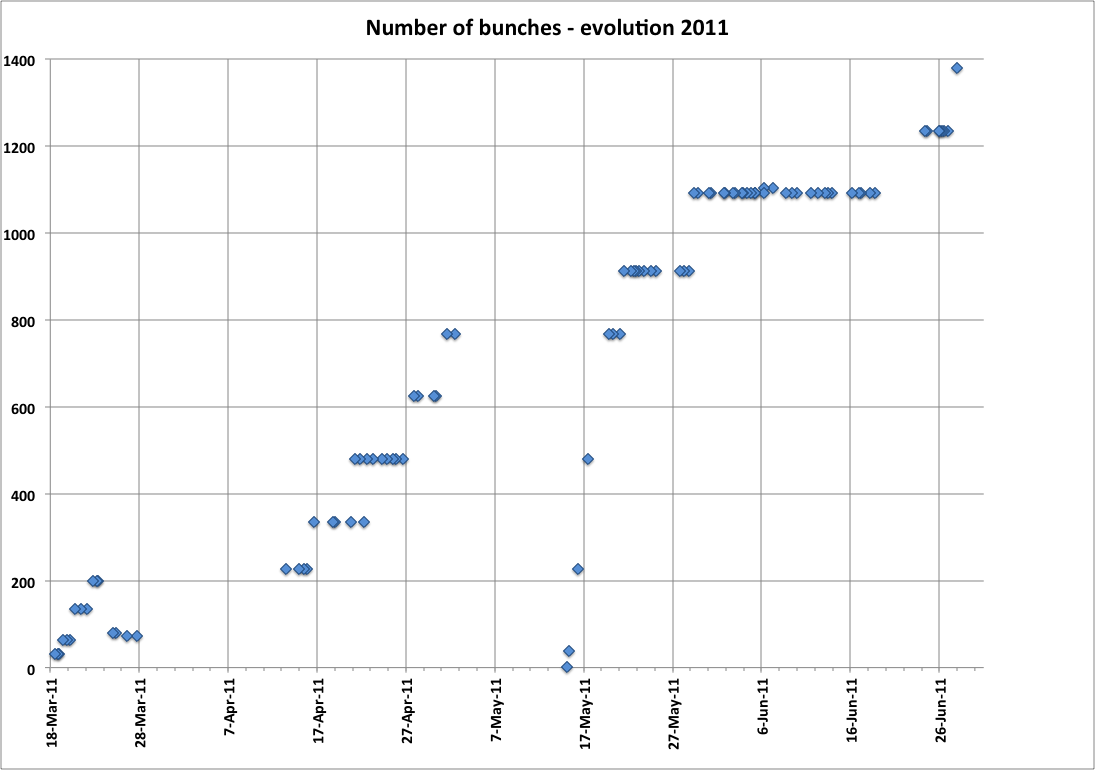 Number of bunches - evolution 2011
1400
1200
1000
800
600
400
200
0
18-Mar-11
28-Mar-11
7-Apr-11
17-Apr-11
27-Apr-11
7-May-11
17-May-11
27-May-11
6-Jun-11
16-Jun-11
26-Jun-11